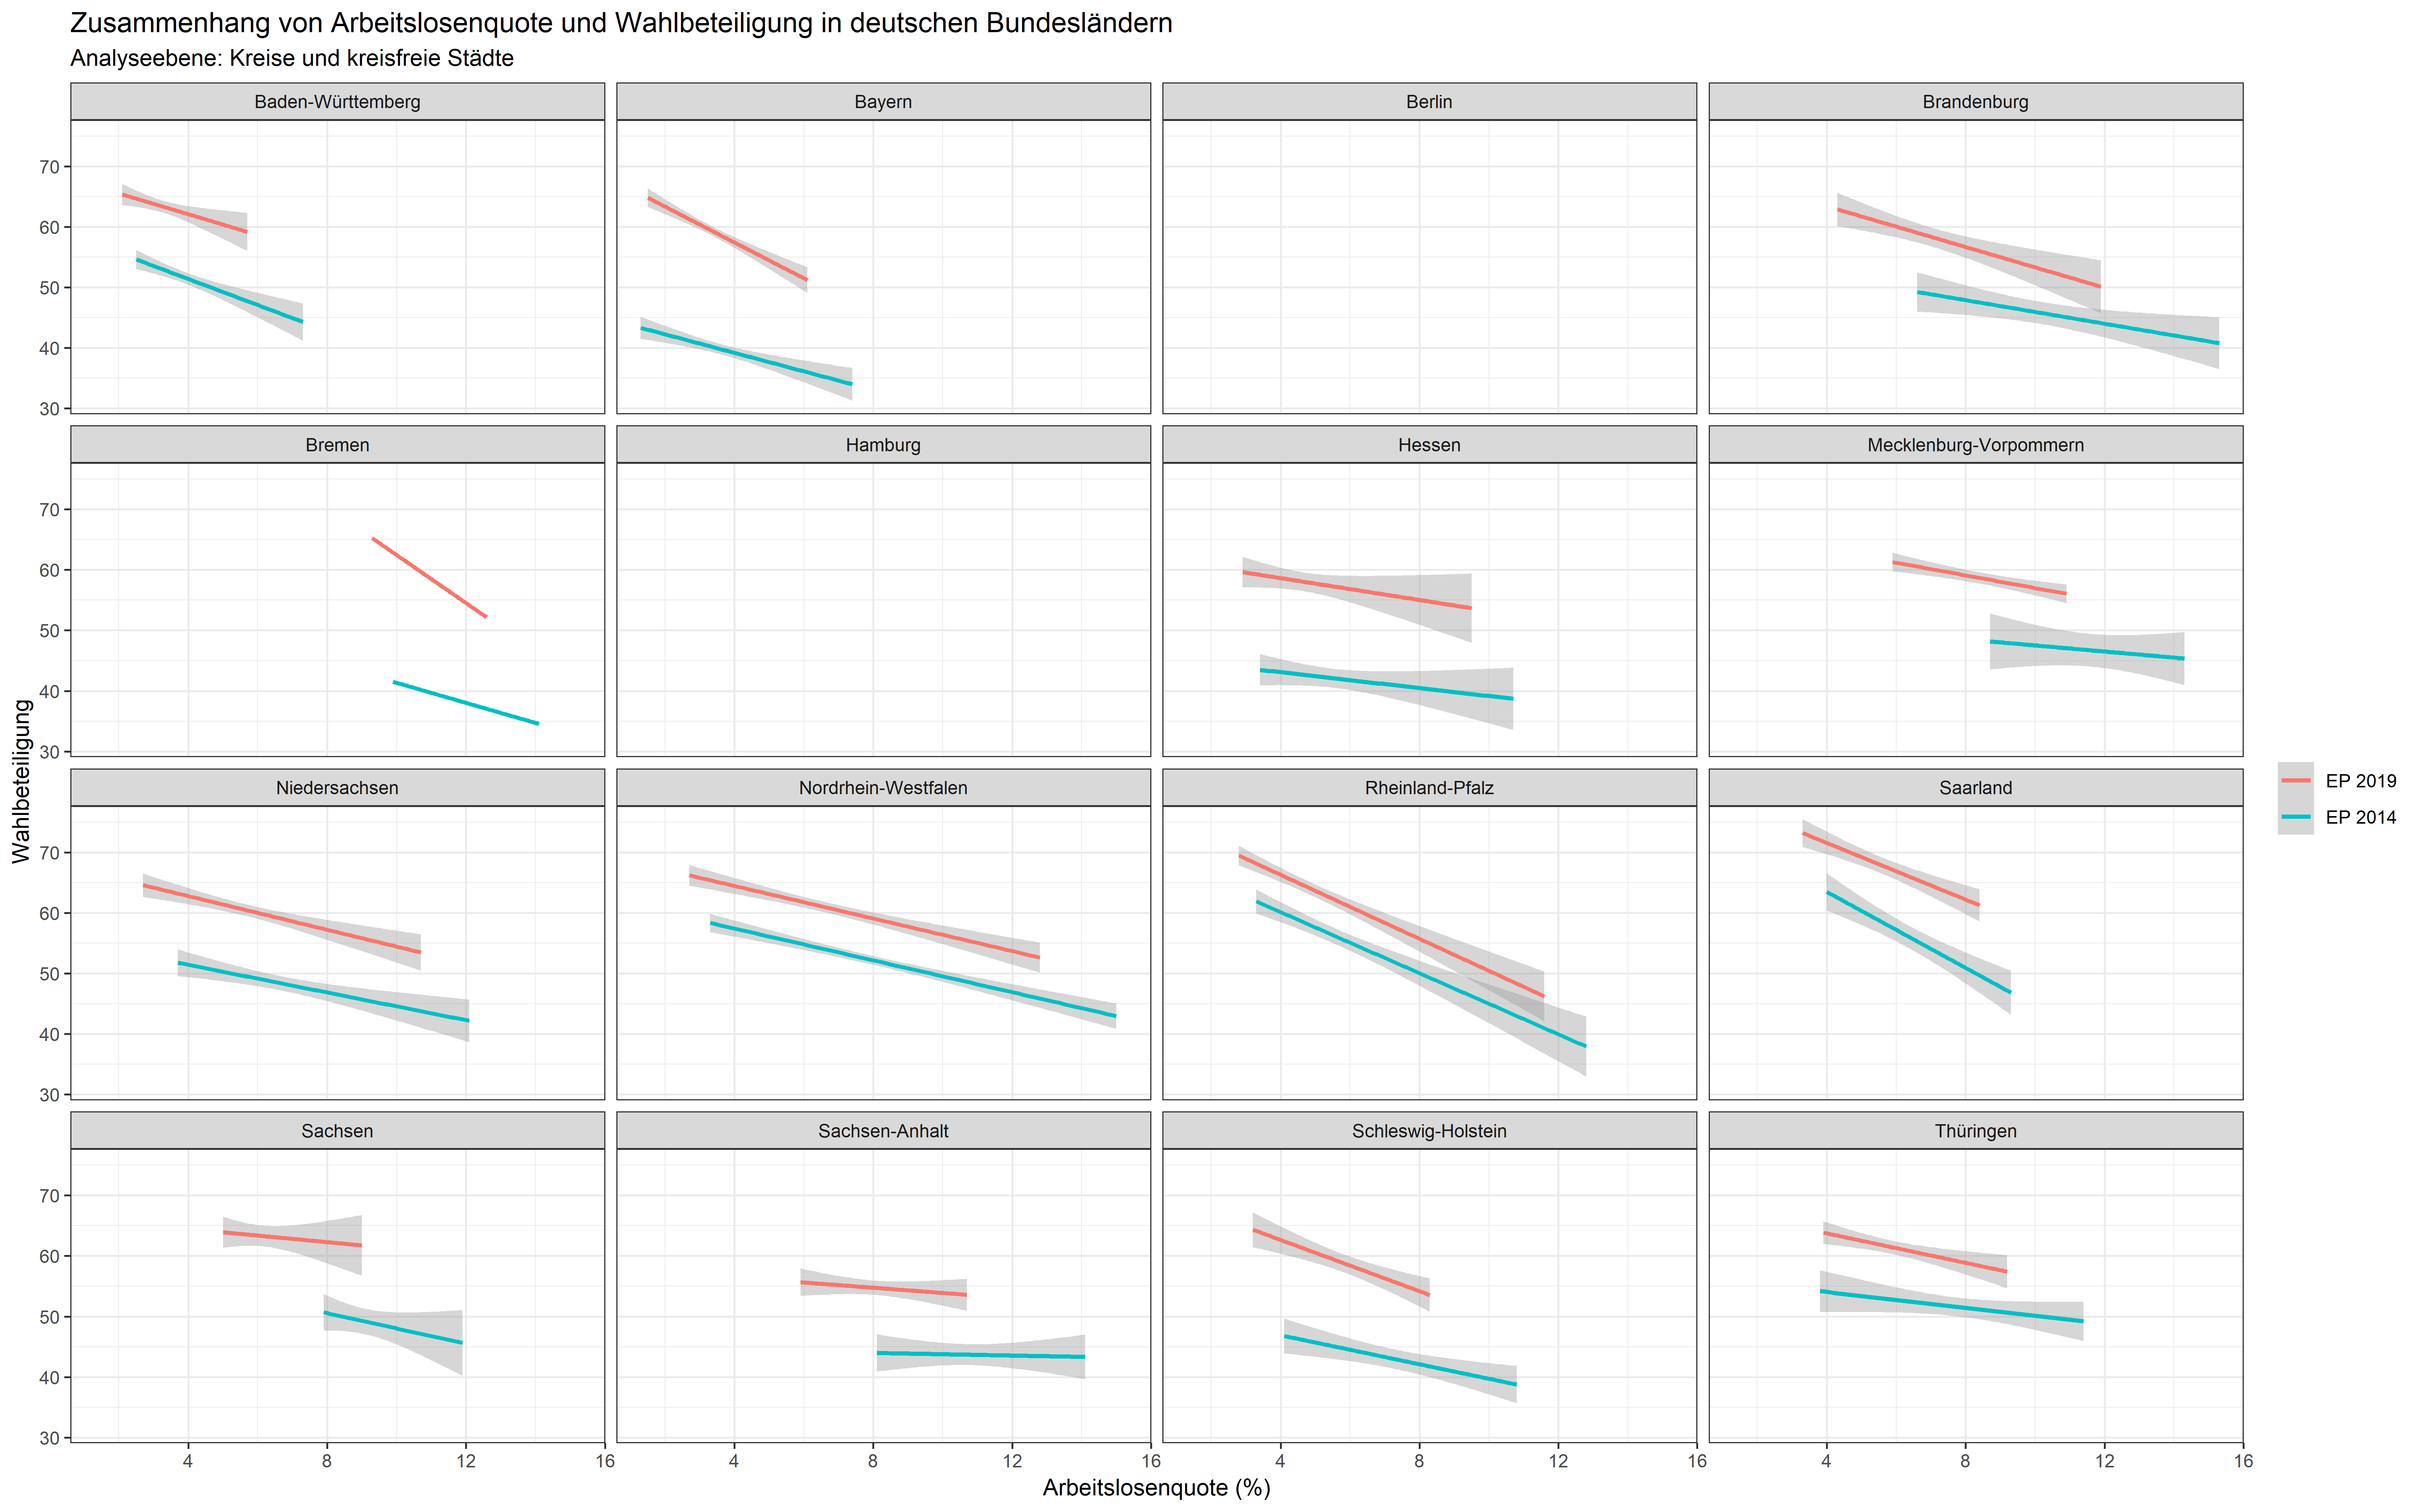 Zusammenhang von Arbeitslosenquote und Wahlbeteiligung in deutschen Bundesländern
Analyseebene: Kreise und kreisfreie Städte
Baden-Württemberg
Bayern
Berlin
Brandenburg
70
60
50
40
30
Bremen
Hamburg
Hessen
Mecklenburg-Vorpommern
70
60
50
40
30
Wahlbeteiligung
Niedersachsen
Nordrhein-Westfalen
Rheinland-Pfalz
Saarland
70
60
50
40
30
EP 2019
EP 2014
Sachsen
Sachsen-Anhalt
Schleswig-Holstein
Thüringen
70
60
50
40
30
4 8 12 16 4 8 12 16 4 8 12 16 4 8 12 16
Arbeitslosenquote (%)